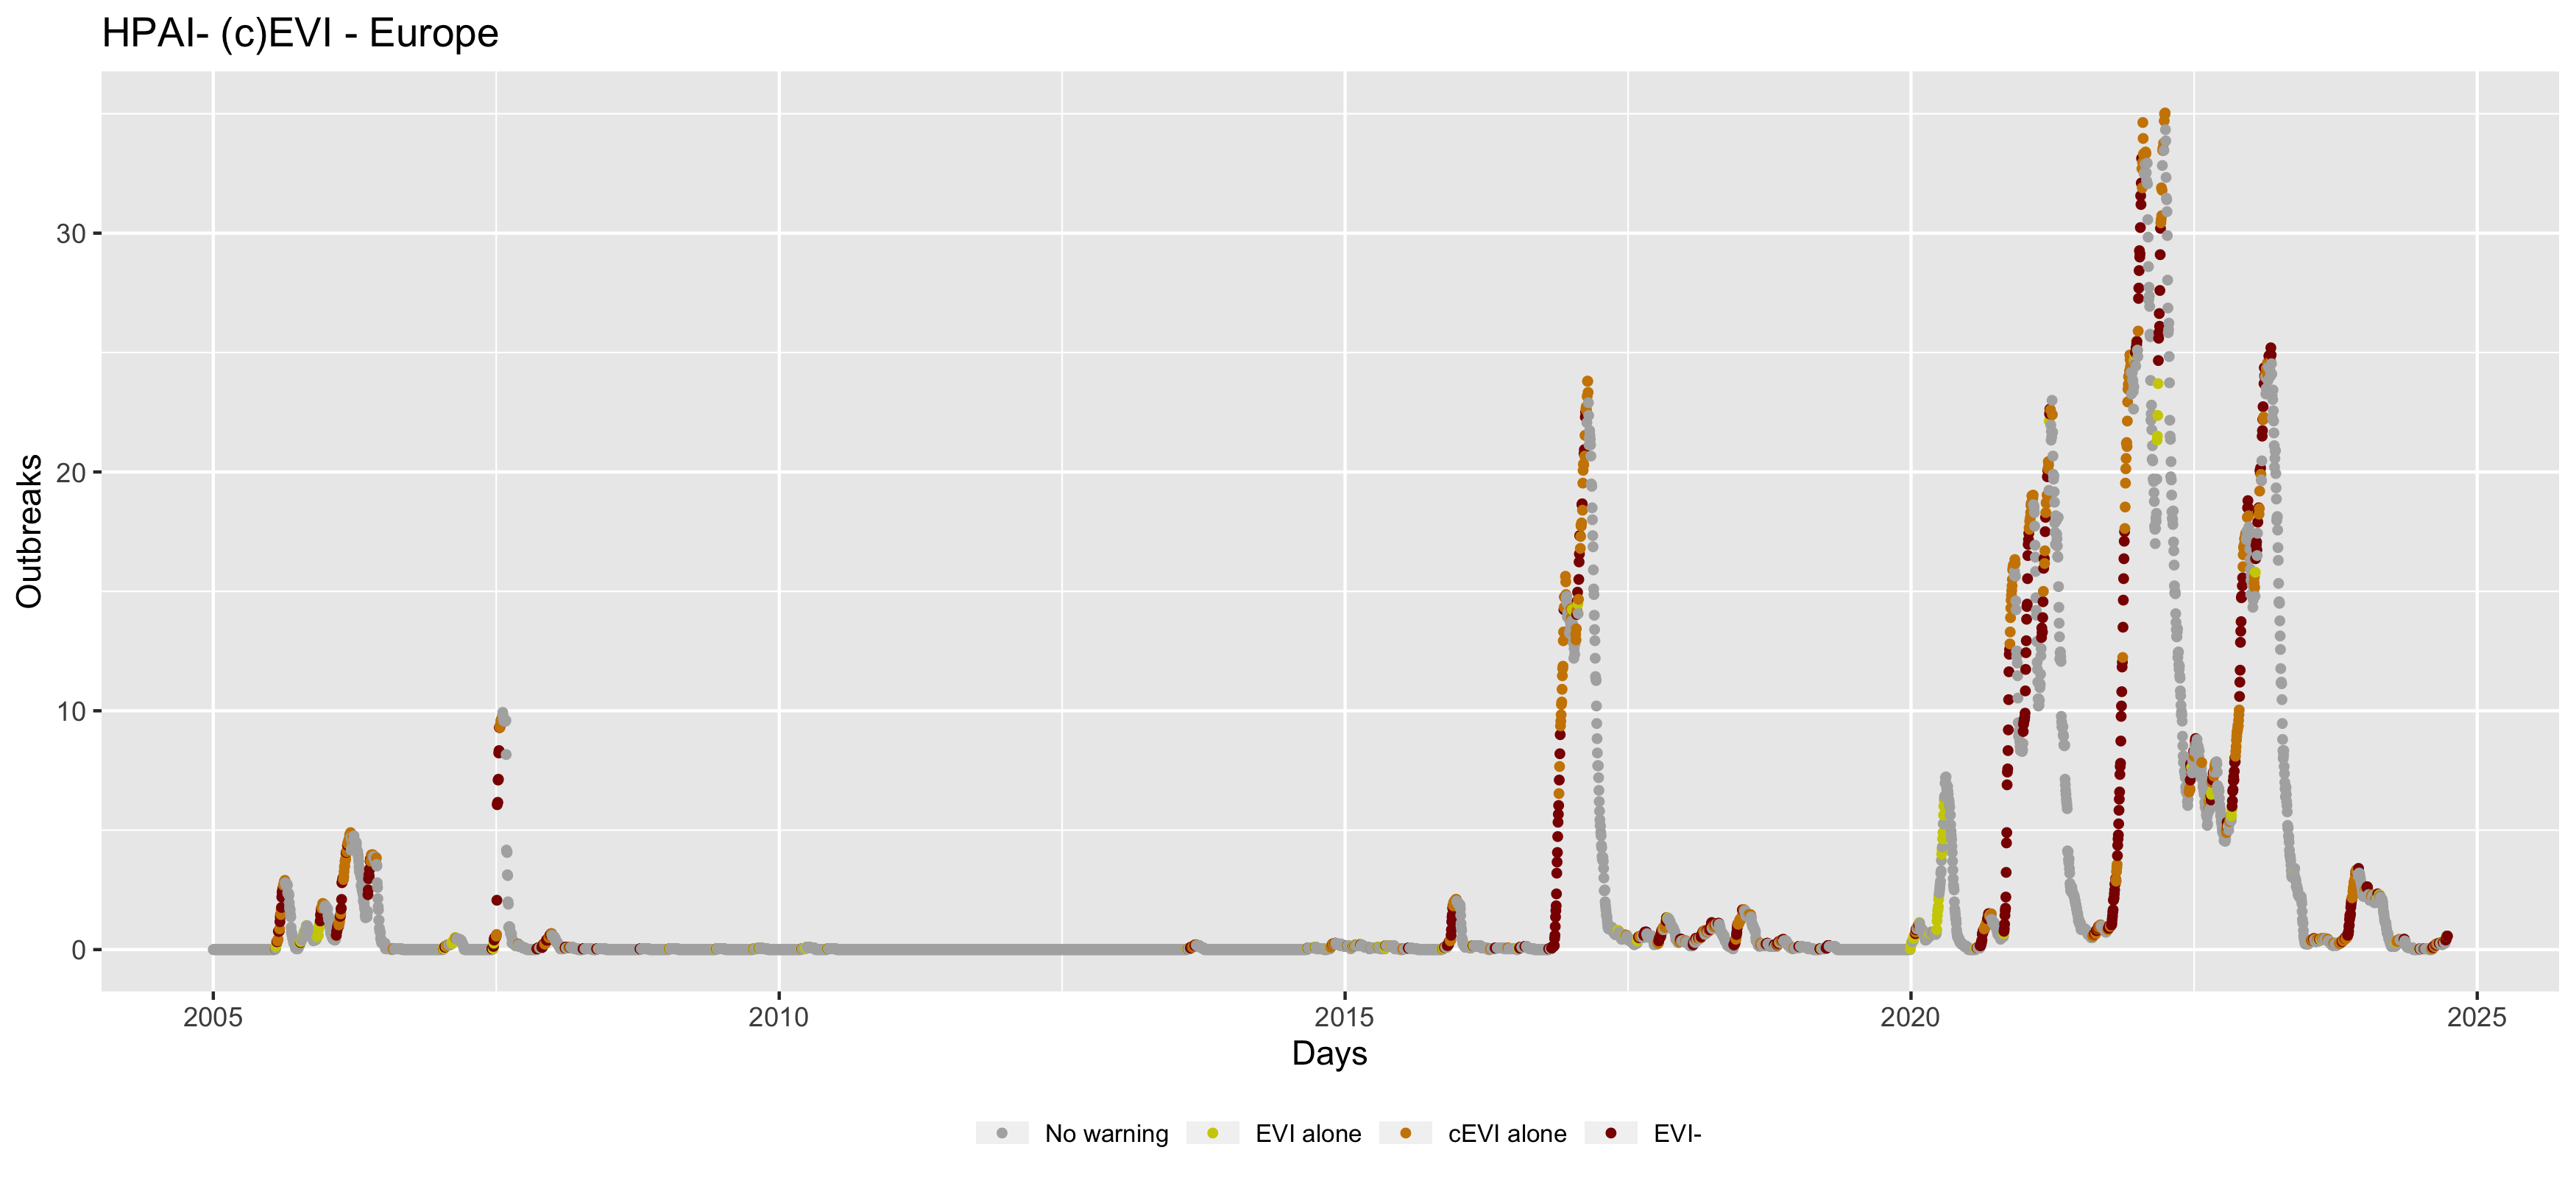 HPAI- (c)EVI - Europe
Outbreaks
30
20
10
0
2005 2010 2015 2020 2025
Days
No warning EVI alone cEVI alone EVI-